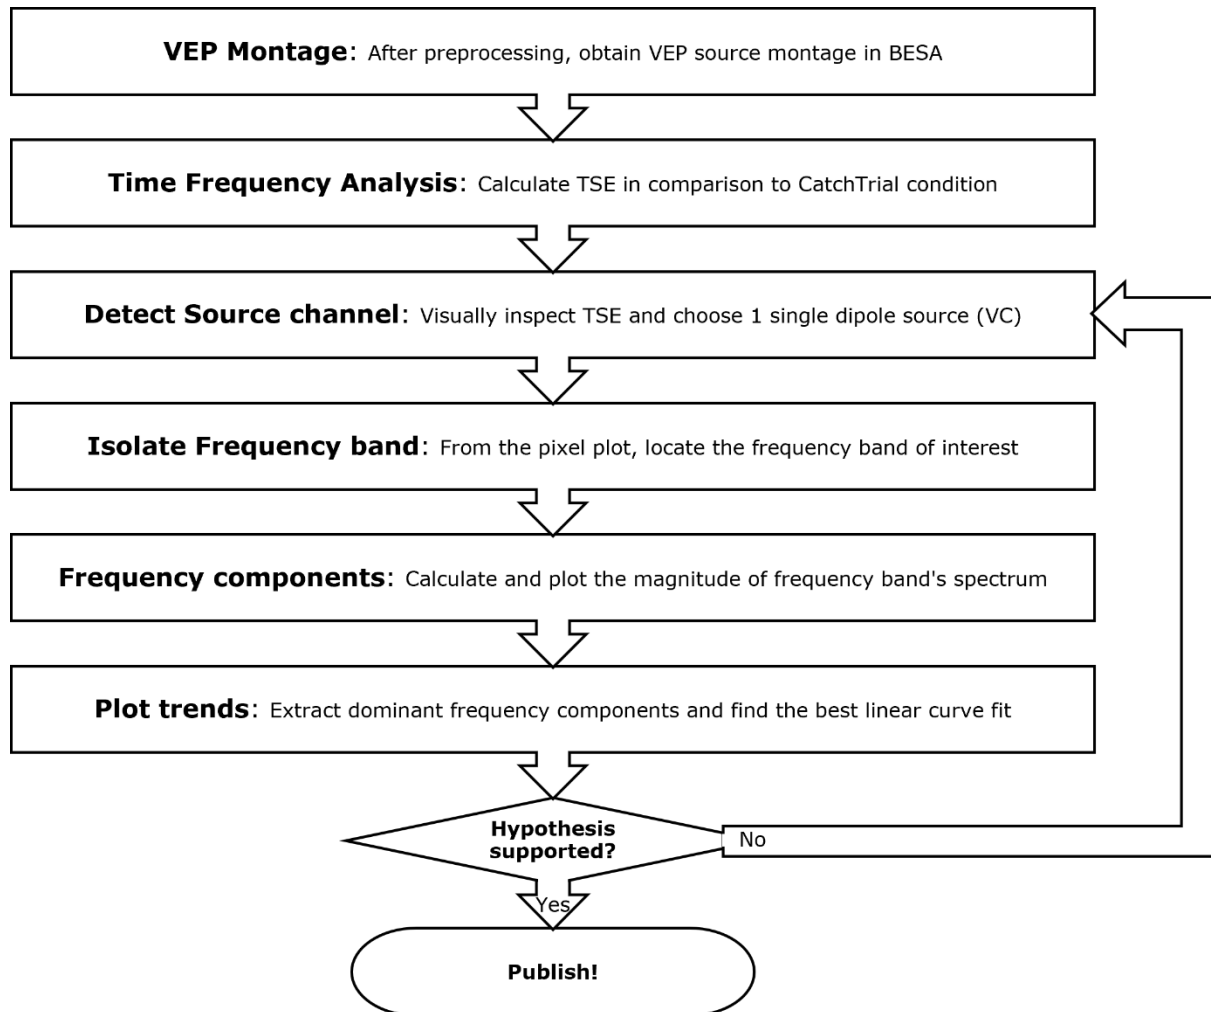 VEP Montage: After preprocessing, obtain VEP source montage in BESA
Time Frequency Analysis: Calculate TSE in comparison to CatchTrial condition
Detect Source channel: Visually inspect TSE and choose 1 single dipole source (VC)
Isolate Frequency band: From the pixel plot, locate the frequency band of interest
Frequency components: Calculate and plot the magnitude of frequency band's spectrum
Plot trends: Extract dominant frequency components and find the best linear curve fit
Hypothesis
supported?
No
Yes
Publish!